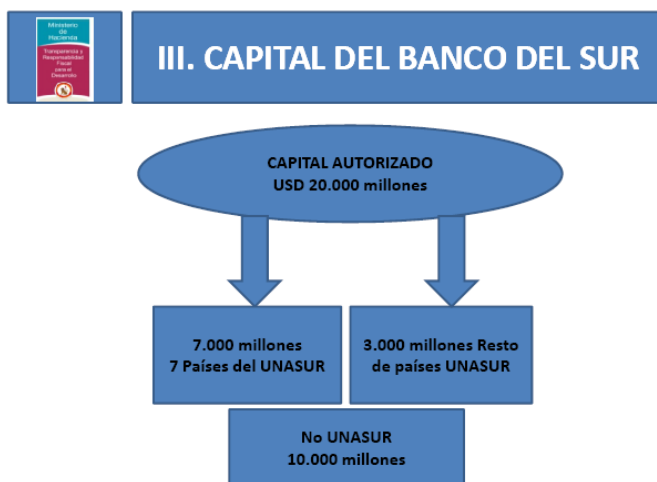 Ministerio
de
Hacienda
Transparencia y
Responsabilidad
Fiscal
para el
Desarrollo
III. CAPITAL DEL BANCO DEL SUR
CAPITAL AUTORIZADO
USD 20.000 millones
7.000 millones
7 Países del UNASUR
3.000 millones Resto
de países UNASUR
No UNASUR
10.000 millones